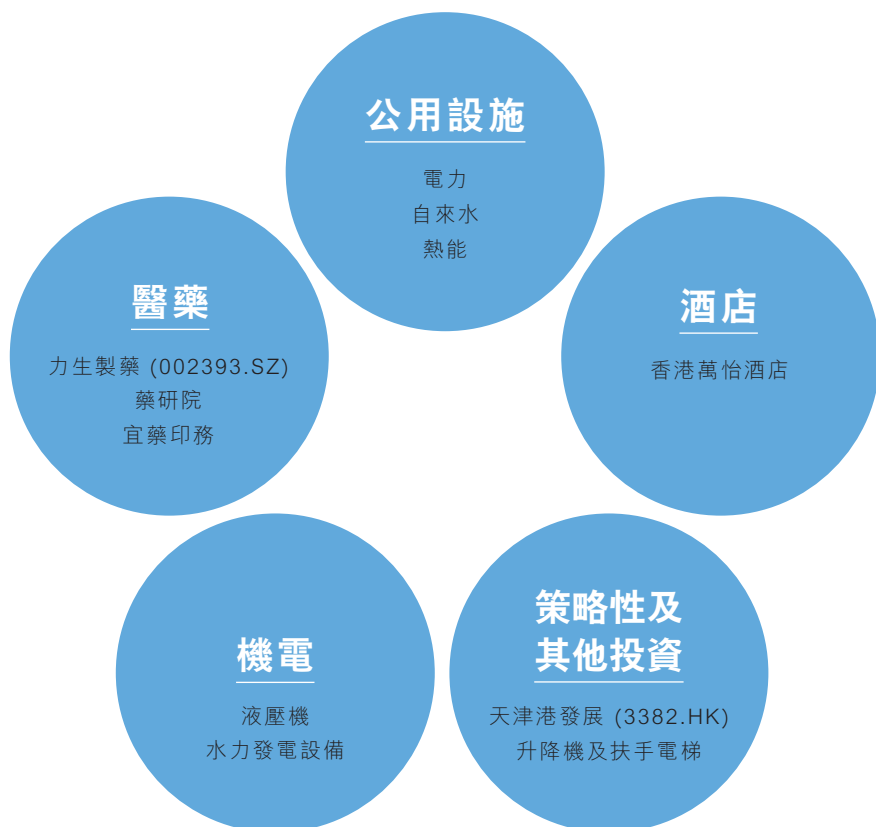 公用設施
電力
自來水
熱能
醫藥
力生製藥 (002393.SZ)
藥研院
宜藥印務
酒店
香港萬怡酒店
機電
液壓機
水力發電設備
策略性及
其他投資
天津港發展 (3382.HK)
升降機及扶手電梯